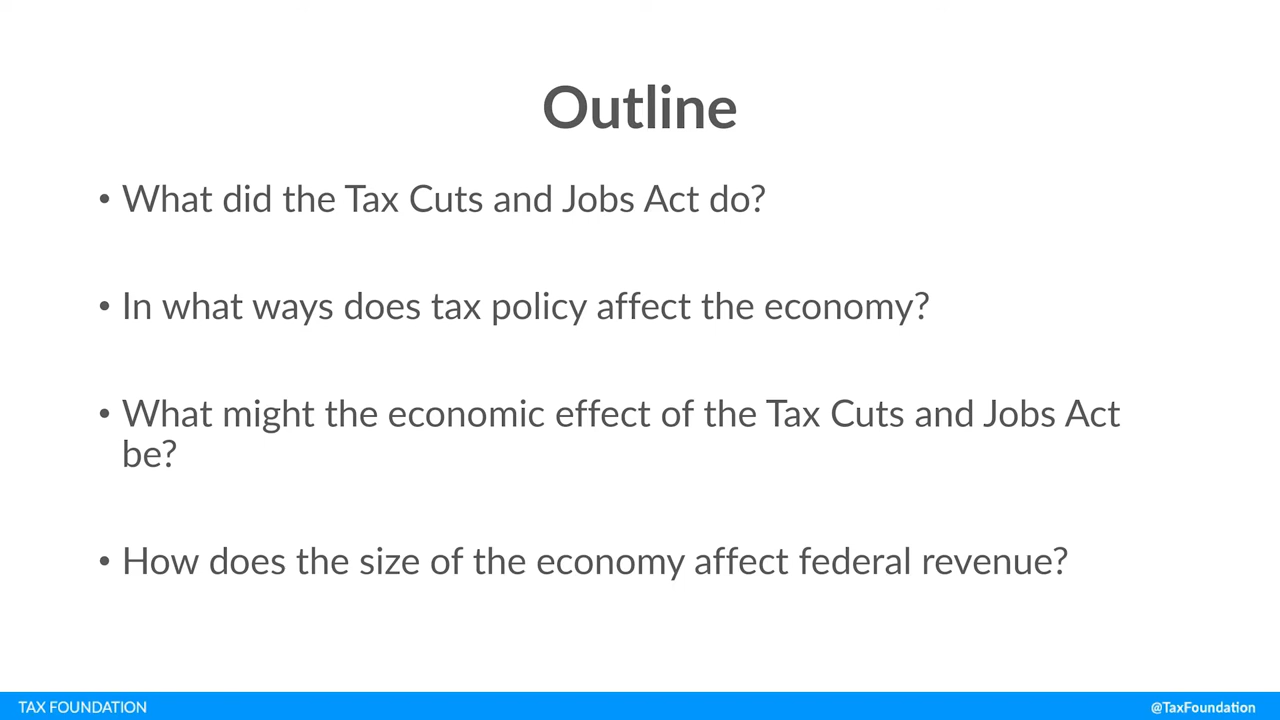 Outline
• What did the Tax Cuts and Jobs Act do?
• In what ways does tax policy affect the economy?
• What might the economic effect of the Tax Cuts and Jobs Act
be?
• How does the size of the economy affect federal revenue?
TAX FOUNDATION
@TaxFoundation